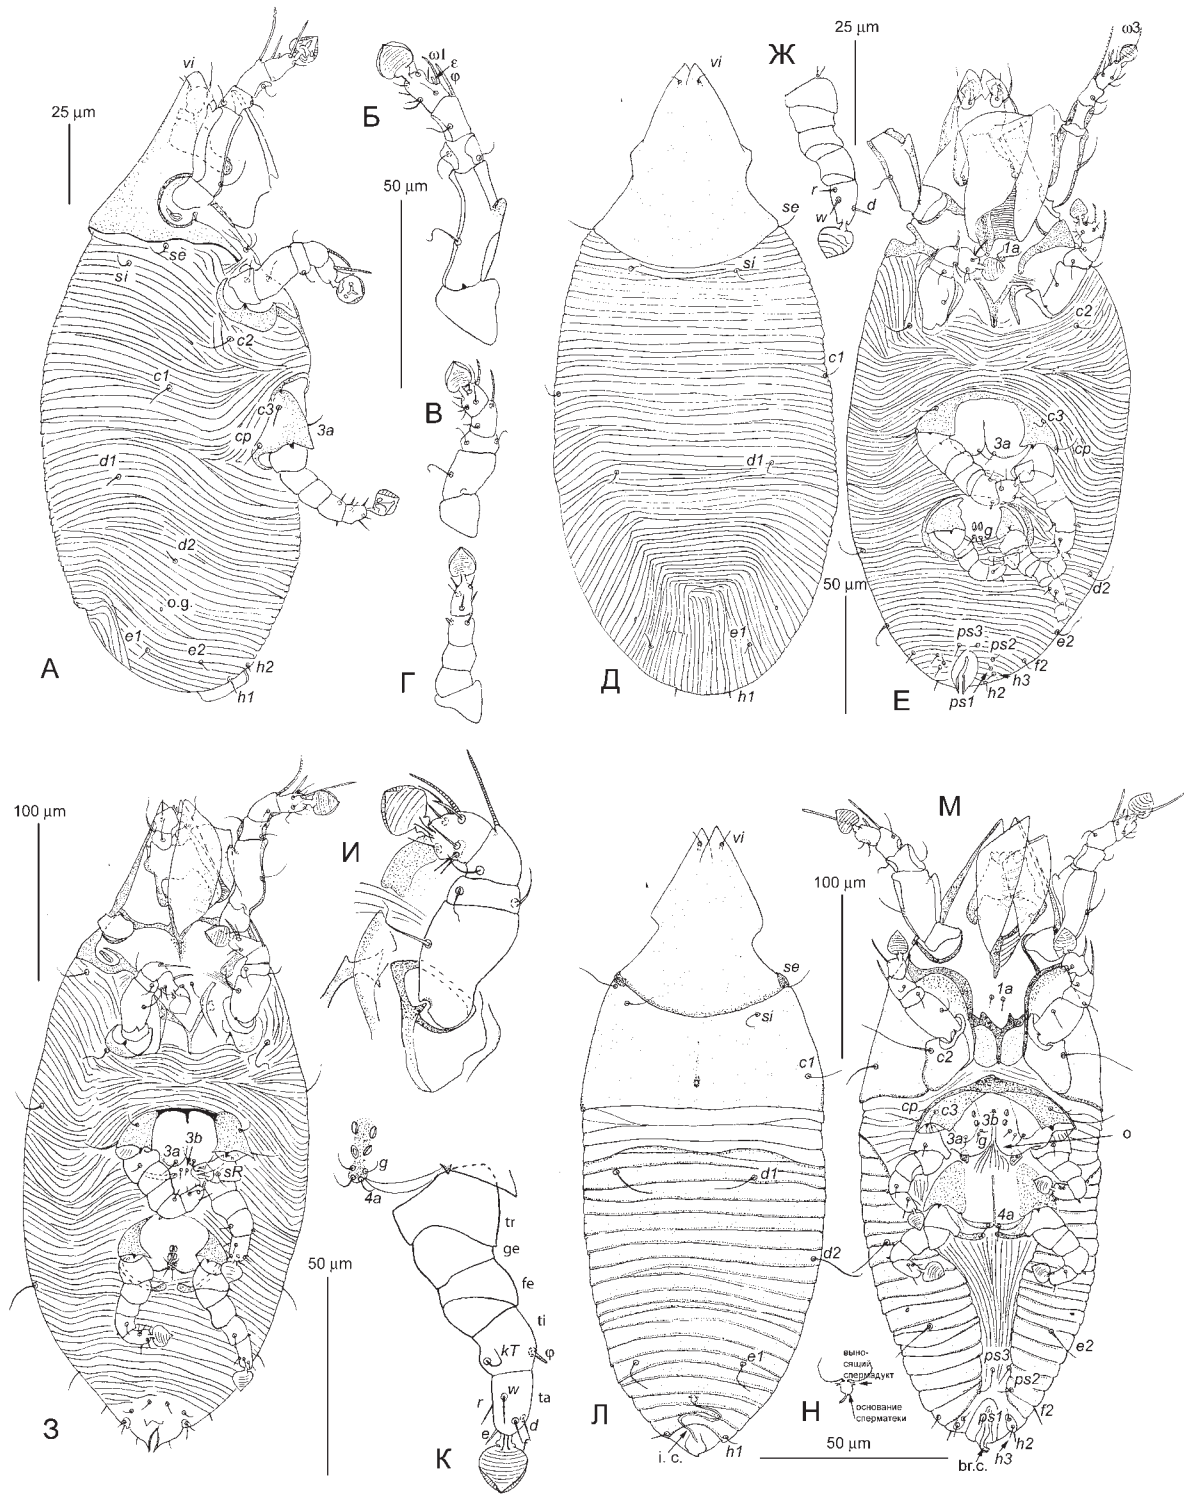 25 µm
vi
se
si
c2
c1
c3
cp
3a
d1
d2
o.g.
e1
e2
h2
h1
А
ω1
ε
φ
Б
50 µm
В
Г
vi
se
si
c1
d1
e1
h1
Д
Ж
25 µm
r
w
d
50 µm
ω3
1a
c2
c3
3a
cp
g
d2
ps3
ps2
e2
f2
h3
h2
ps1
Е
100 µm
3b
3a
sR
З
И
50 µm
g
4a
tr
ge
fe
ti
kT
φ
r
w
ta
e
d
К
vi
se
si
c1
d1
d2
e1
i. c.
h1
Л
50 µm
М
100 µm
1a
c2
cp
c3
3b
3a
g
o
4a
e2
ps3
ps2
f2
ps1
h2
h3
br.c.
выно-
сящий
спермадукт
основание
сперматеки
Н